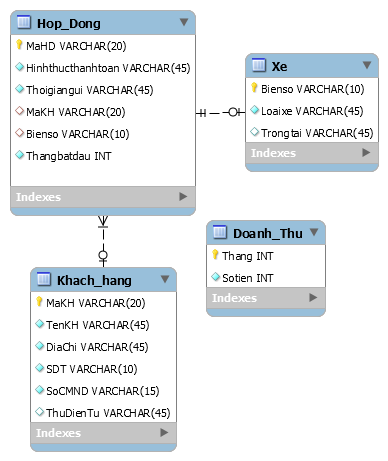 Hop_Dong
MaHD VARCHAR(20)
Hinhthucthanhtoan VARCHAR(45)
Thoigiangui VARCHAR(45)
MaKH VARCHAR(20)
Bienso VARCHAR(10)
Thangbatdau INT
Indexes
Xe
Bienso VARCHAR(10)
Loaixe VARCHAR(45)
Trongtai VARCHAR(45)
Indexes
Doanh_Thu
Thang INT
Sotien INT
Indexes
Khach_hang
MaKH VARCHAR(20)
TenKH VARCHAR(45)
DiaChi VARCHAR(45)
SDT VARCHAR(10)
SoCMND VARCHAR(15)
ThuDienTu VARCHAR(45)
Indexes